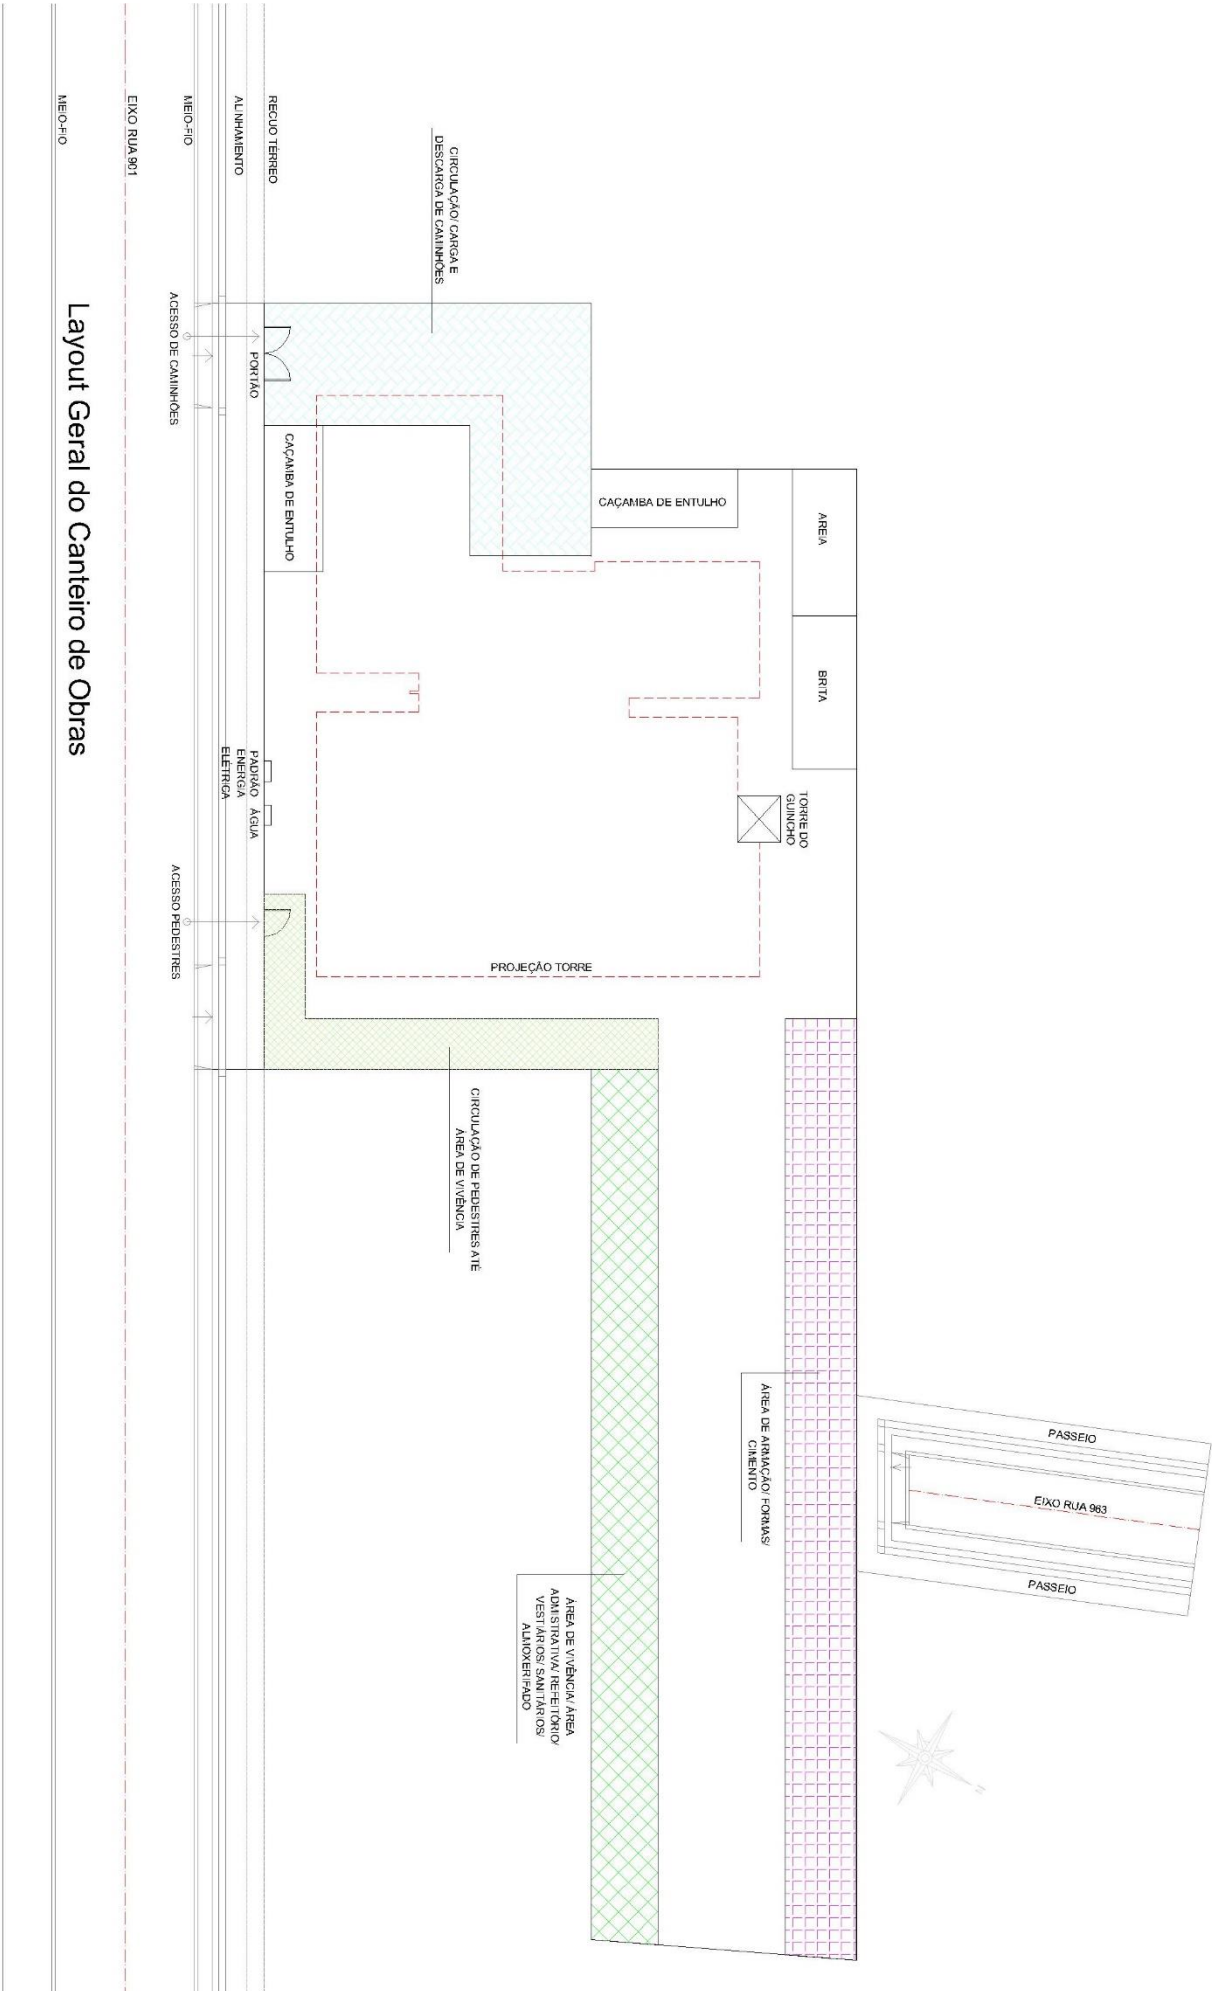 RECUO TÉRREO
ALINHAMENTO
MEIO-FIO
EIXO RUA 901
MEIO-FIO
CIRCULAÇÃO/ CARGA E
DESCARGA DE CAMINHÕES
ACESSO DE CAMINHÕES
PORTÃO
CAÇAMBA DE ENTULHO
CAÇAMBA DE ENTULHO
AREIA
BRITA
TORRE DO
GUINCHO
PADRÃO
ENERGIA
ELÉTRICA
ÁGUA
ACESSO PEDESTRES
PROJEÇÃO TORRE
CIRCULAÇÃO DE PEDESTRES ATÉ
ÁREA DE VIVÊNCIA
ÁREA DE ARMAÇÃO/ FORMAS/
CIMENTO
ÁREA DE VIVÊNCIA/ ÁREA
ADMISTRATIVA/ REFEITÓRIO/
VESTIÁRIOS/ SANITÁRIOS/
ALMOXERIFADO
PASSEIO
EIXO RUA 963
PASSEIO
N
Layout Geral do Canteiro de Obras